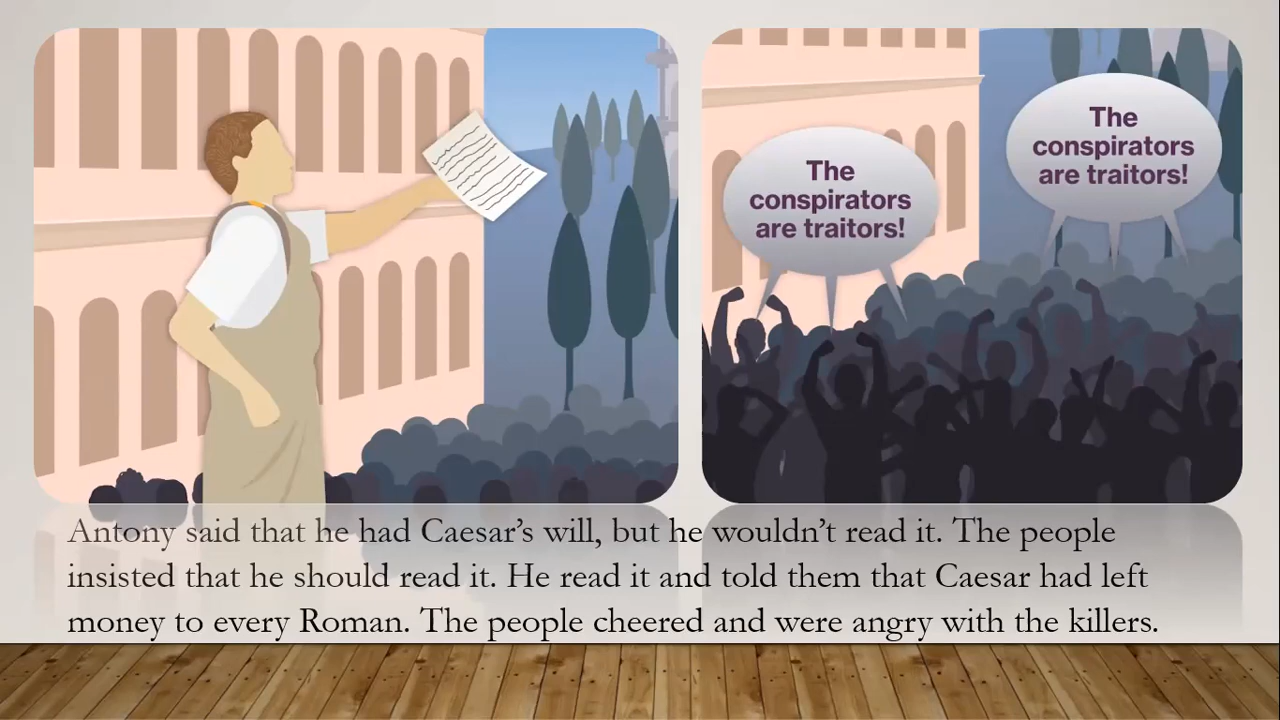 The
conspirators
are traitors!
The
conspirators
are traitors!
Antony said that he had Caesar’s will, but he wouldn’t read it. The people
insisted that he should read it. He read it and told them that Caesar had left
money to every Roman. The people cheered and were angry with the killers.